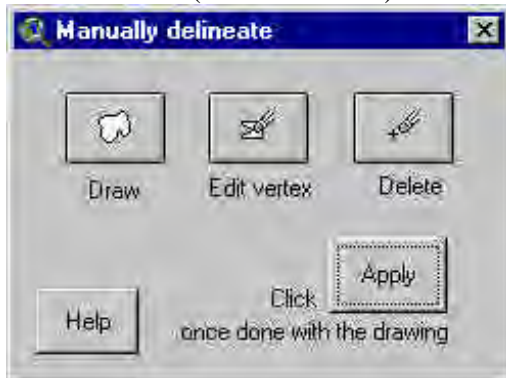 Manually delineate
Draw Edit vertex Delete
Apply
Click
Help
once done with the drawing